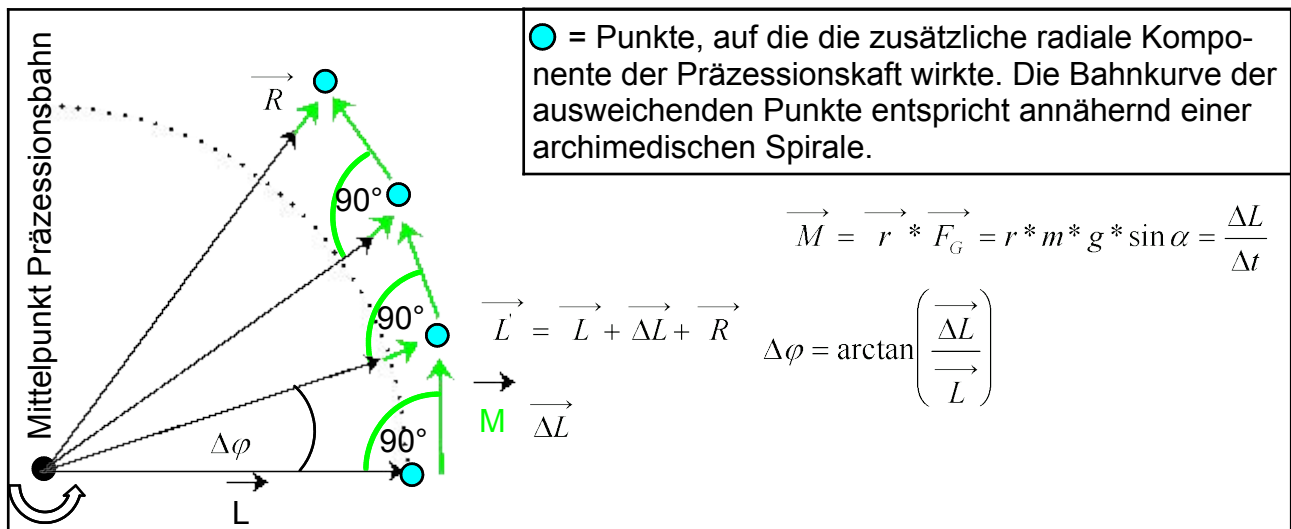 = Punkte, auf die die zusätzliche radiale Kompo-
nente der Präzessionskaft wirkte. Die Bahnkurve der
ausweichenden Punkte entspricht annähernd einer
archimedischen Spirale.
Mittelpunkt Präzessionsbahn
R
90°
M = r * F_G = r * m * g * sin α = ΔL / Δt
90°
L' = L + ΔL + R
Δφ = arctan(ΔL / L)
M ΔL
90°
Δφ
L